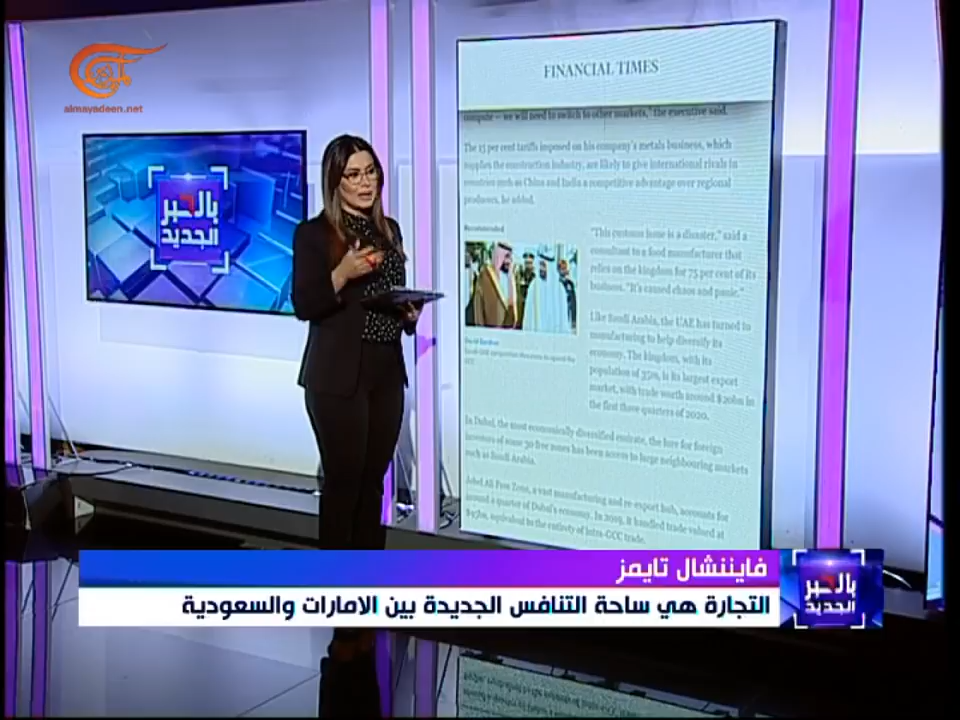 almayadeen.net
بالحبر
الجديد
FINANCIAL TIMES
compute — we will need to switch to other markets," the executive said.
The 15 per cent tariffs imposed on his company's metals business, which
supplies the construction industry, are likely to give international rivals in
countries such as China and India a competitive advantage over regional
producers, he added.
Recommended
"This customs issue is a disaster," said a
consultant to a food manufacturer that
relies on the kingdom for 75 per cent of its
business. "It's caused chaos and panic."
Like Saudi Arabia, the UAE has turned to
manufacturing to help diversify its
economy. The kingdom, with its
population of 35m, is its largest export
market, with trade worth around $20bn in
the first three quarters of 2020.
David Gardner
In Dubai, the most economically diversified emirate, the lure for foreign
investors of some 30 free zones has been access to large neighbouring markets
such as Saudi Arabia.
Jebel Ali Free Zone, a vast manufacturing and re-export hub, accounts for
around a quarter of Dubai's economy. In 2019, it handled trade valued at
equivalent to the entirety of intra-GCC trade.
فايننشال تايمز
التجارة هي ساحة التنافس الجديدة بين الامارات والسعودية
بالحبر
الجديد